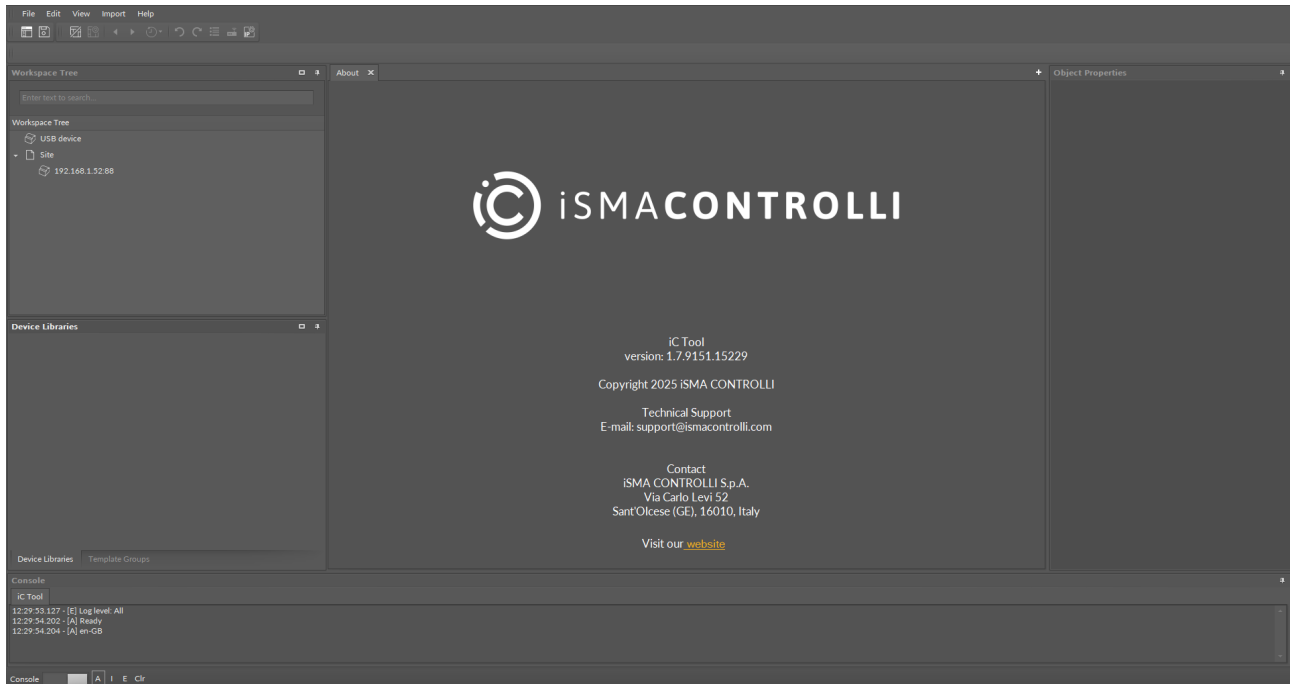 File Edit View Import Help
Workspace Tree
Enter text to search...
Workspace Tree
USB device
Site
192.168.1.52:88
Device Libraries
Device Libraries Template Groups
About
iC iSMACONTROLLI
iC Tool
version: 1.7.9151.15229
Copyright 2025 iSMA CONTROLLI
Technical Support
E-mail: support@ismacontrolli.com
Contact
iSMA CONTROLLI S.p.A.
Via Carlo Levi 52
Sant'Olcese (GE), 16010, Italy
Visit our website
Object Properties
Console
iC Tool
12:29:53.127 - [E] Log level: All
12:29:54.202 - [A] Ready
12:29:54.204 - [A] en-GB
Console A I E Clr